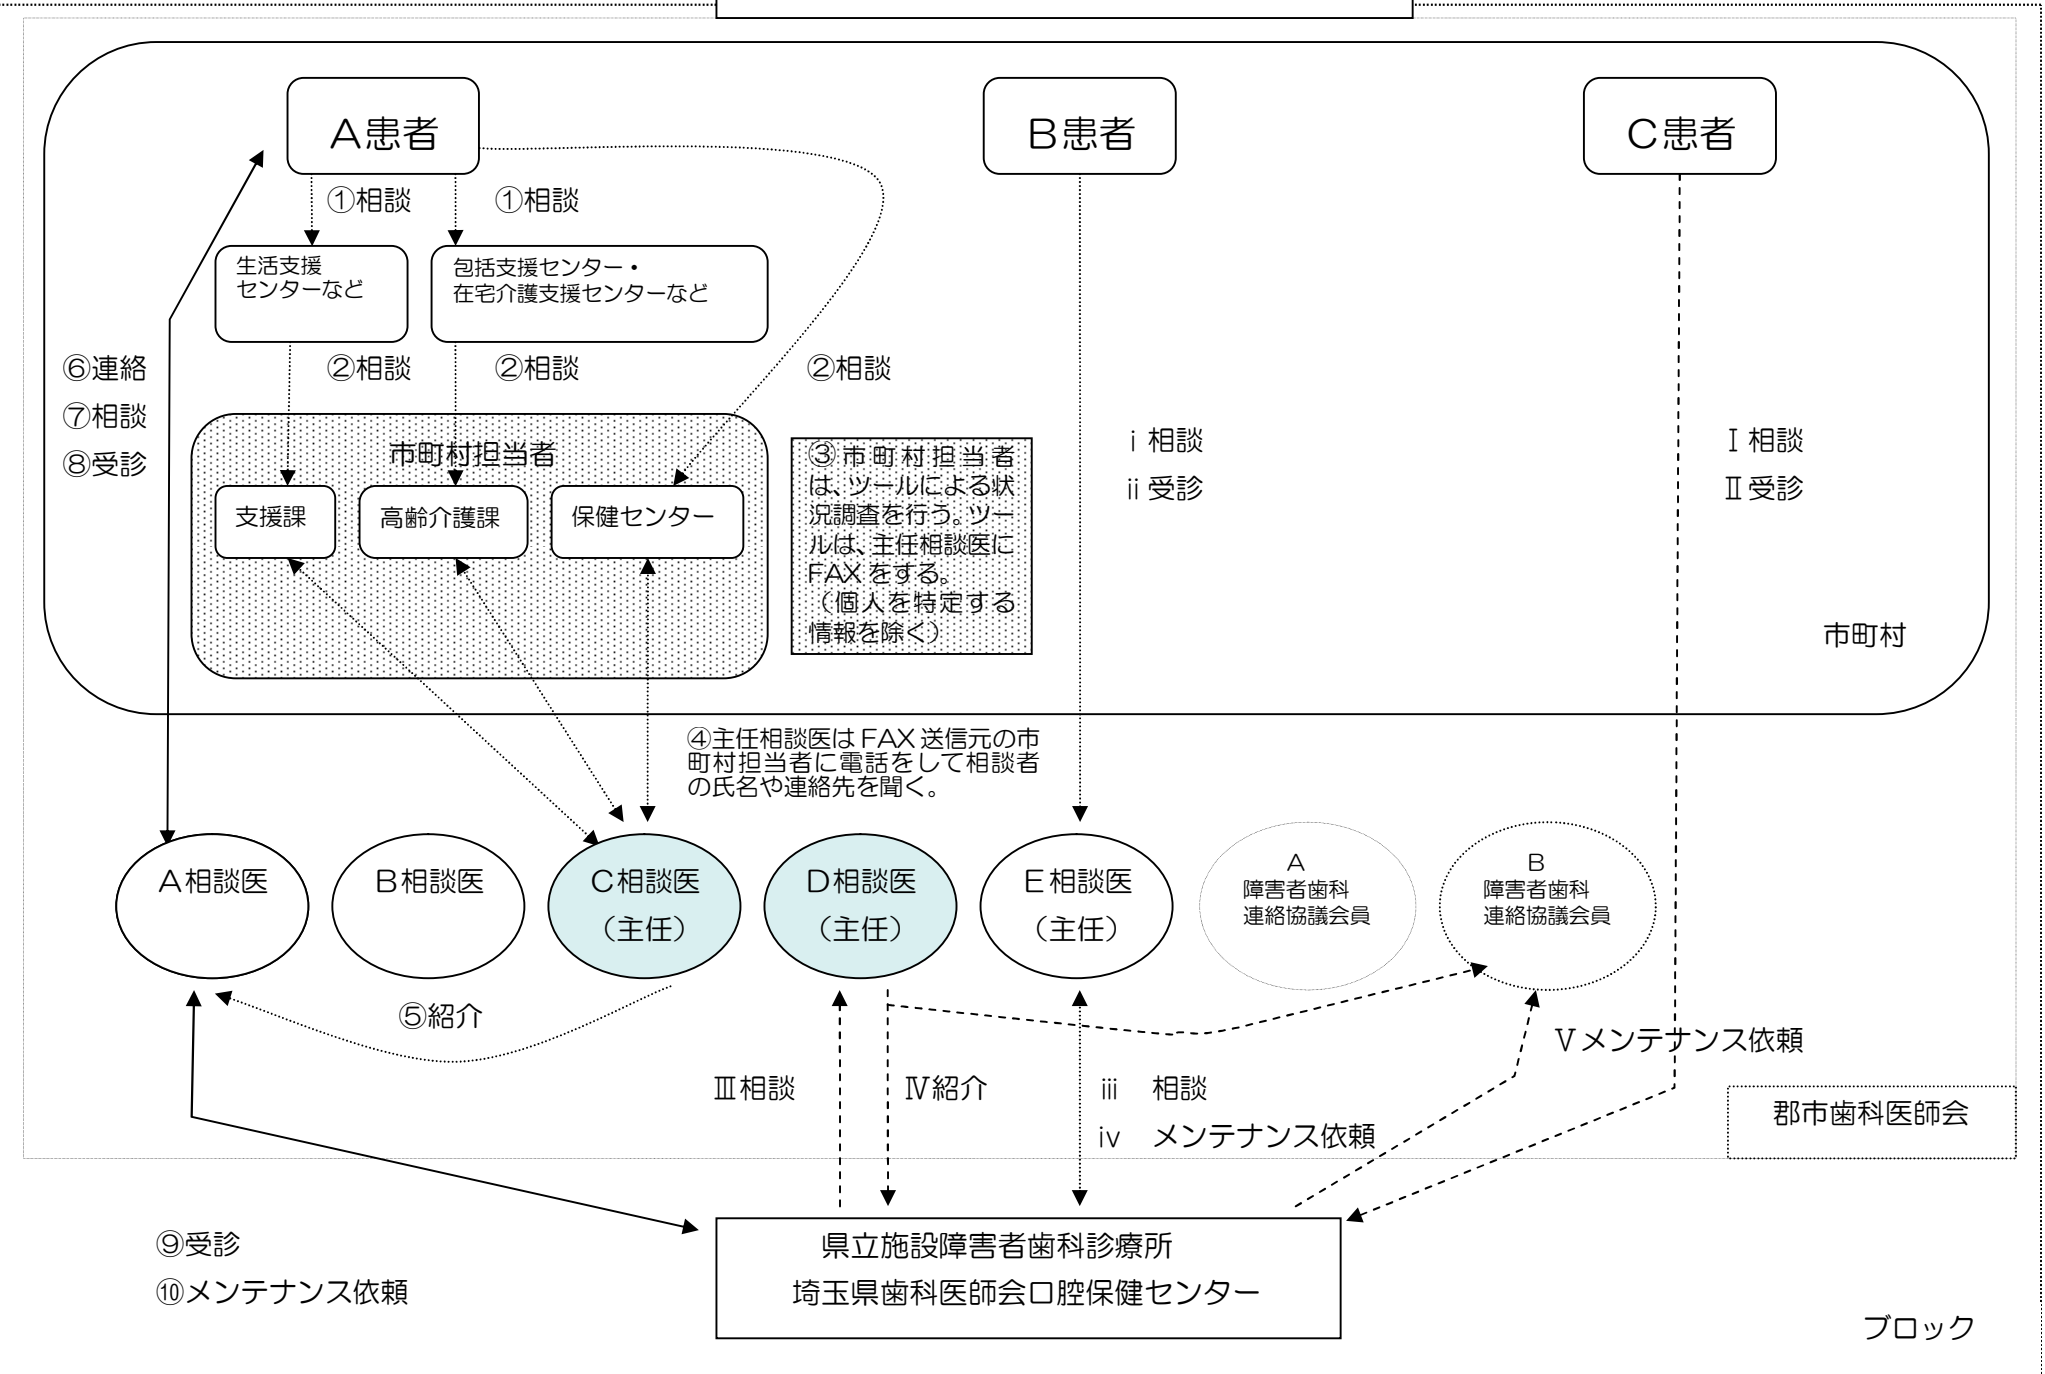 A患者
B患者
C患者
①相談
①相談
生活支援
センターなど
包括支援センター・
在宅介護支援センターなど
⑥連絡
⑦相談
⑧受診
②相談
②相談
②相談
市町村担当者
支援課
高齢介護課
保健センター
③市町村担当者
は、ツールによる状
況調査を行う。ツー
ルは、主任相談医に
FAXをする。
（個人を特定する
情報を除く）
ⅰ相談
ⅱ受診
Ⅰ相談
Ⅱ受診
市町村
④主任相談医はFAX送信元の市
町村担当者に電話をして相談者
の氏名や連絡先を聞く。
A相談医
B相談医
C相談医
（主任）
D相談医
（主任）
E相談医
（主任）
A
障害者歯科
連絡協議会員
B
障害者歯科
連絡協議会員
⑤紹介
Ⅲ相談
Ⅳ紹介
ⅲ　相談
ⅳ　メンテナンス依頼
Ⅴメンテナンス依頼
郡市歯科医師会
⑨受診
⑩メンテナンス依頼
県立施設障害者歯科診療所
埼玉県歯科医師会口腔保健センター
ブロック